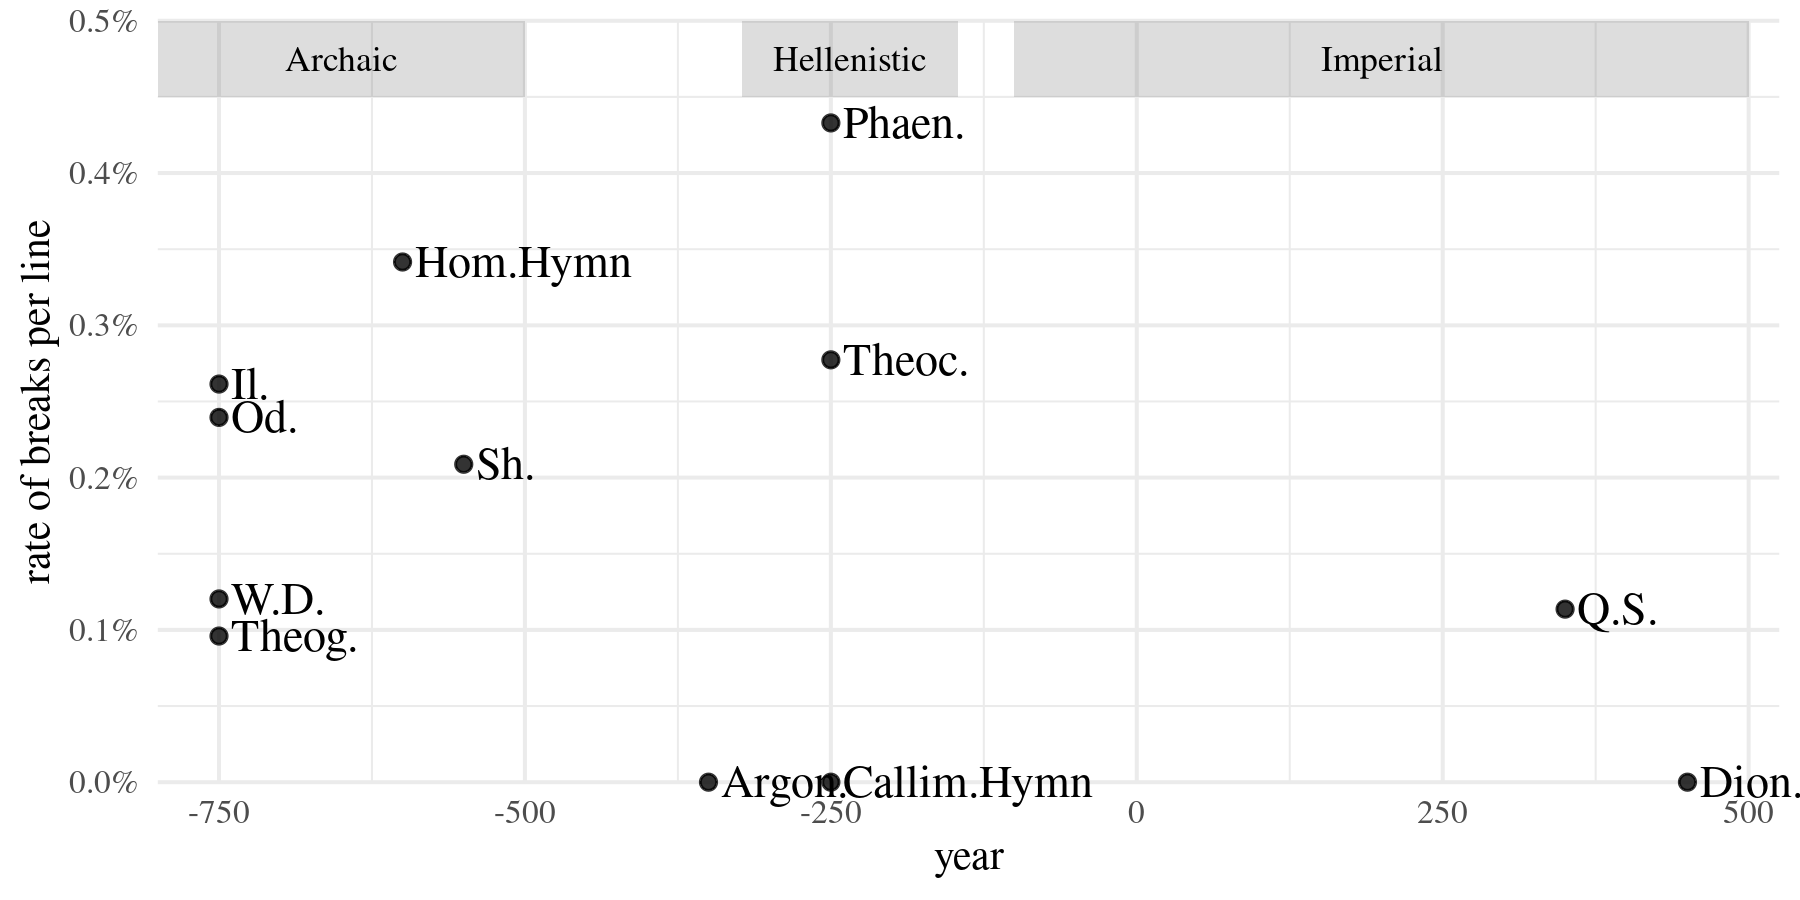 0.5%
Archaic
Hellenistic
Imperial
Phaen.
0.4%
Hom.Hymn
0.3%
Theoc.
Il.
Od.
Sh.
0.2%
W.D.
Q.S.
0.1%
Theog.
0.0%
Argon.
Callim.Hymn
Dion.
-750
-500
-250
0
250
500
year
rate of breaks per line